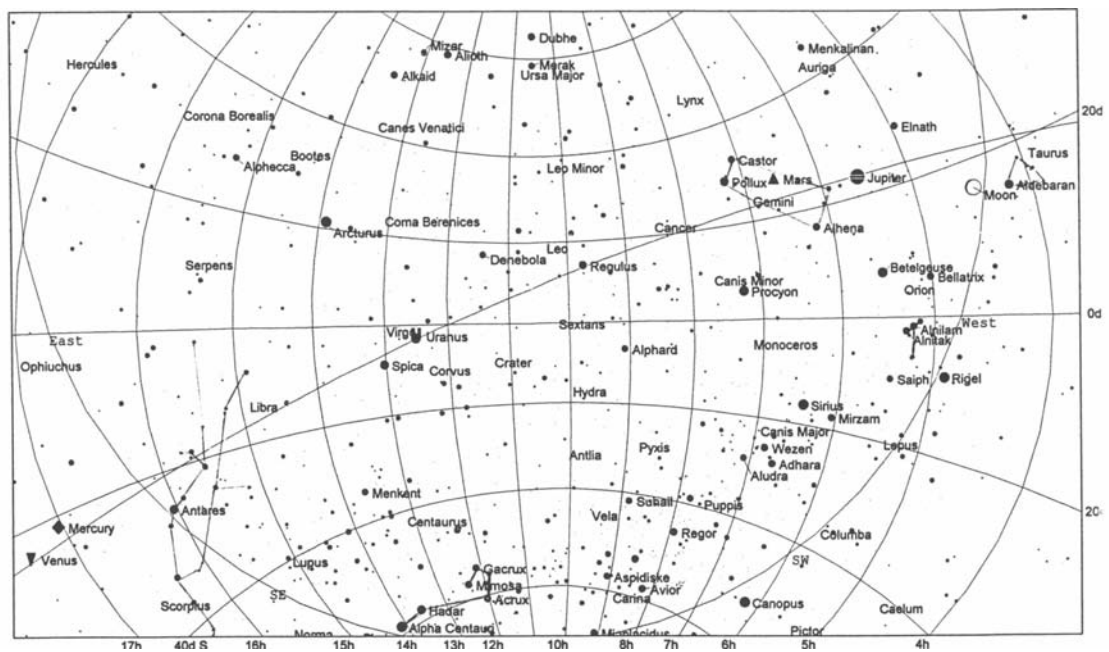 Dubhe
Mizar
Alioth
Merak
Menkalinan
Hercules
Alkaid
Ursa Major
Auriga
Lynx
20d
Corona Borealis
Canes Venatici
Elnath
Alphecca
Bootes
Leo Minor
Castor
Taurus
Pollux
Mars
Jupiter
Aldebaran
Moon
Gemini
Coma Berenices
Arcturus
Cancer
Alhena
Leo
Denebola
Regulus
Serpens
Canis Minor
Procyon
Betelgeuse
Bellatrix
Orion
0d
East
Virgo
Uranus
Sextans
West
Alnilam
Alnitak
Ophiuchus
Spica
Corvus
Crater
Alphard
Monoceros
Saiph
Rigel
Libra
Hydra
Sirius
Mirzam
Canis Major
Wezen
Lepus
Antlia
Pyxis
Adhara
Aludra
Menkent
Suhail
Puppis
Antares
20
Mercury
Centaurus
Vela
Regor
Columba
Venus
Lupus
Gacrux
SW
Mimosa
Aspidiske
Avior
SE
Acrux
Carina
Scorpius
Hadar
Canopus
Caelum
Alpha Centauri
Norma
Miaplacidus
Pictor
17h 40d S 16h 15h 14h 13h 12h 10h 9h 8h 7h 6h 5h 4h